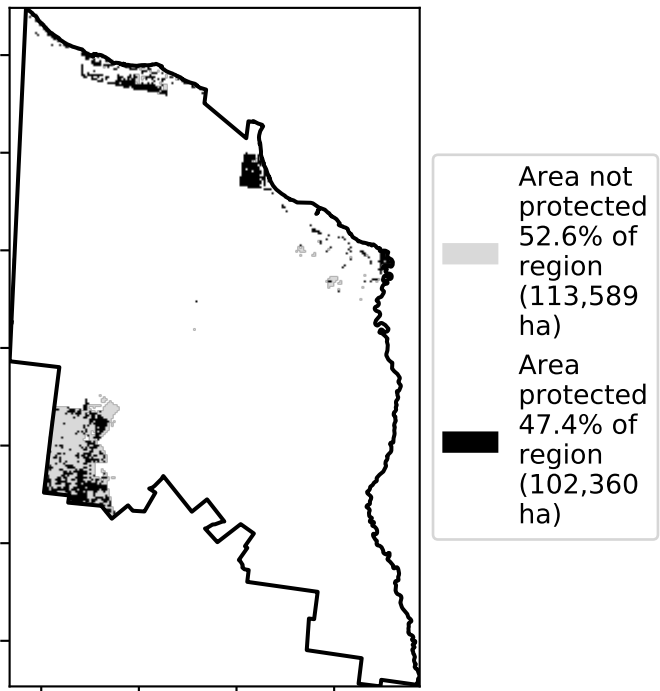 Area not
protected
52.6% of
region
(113,589
ha)
Area
protected
47.4% of
region
(102,360
ha)